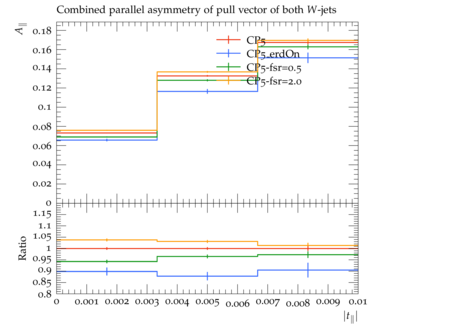 Combined parallel asymmetry of pull vector of both W-jets
A∥
0.18
0.16
0.14
0.12
0.1
0.08
0.06
0.04
0.02
0
CP5
CP5_erdOn
CP5-fsr=0.5
CP5-fsr=2.0
Ratio
1.15
1.1
1.05
1
0.95
0.9
0.85
0.8
0 0.001 0.002 0.003 0.004 0.005 0.006 0.007 0.008 0.009 0.01
|t∥|